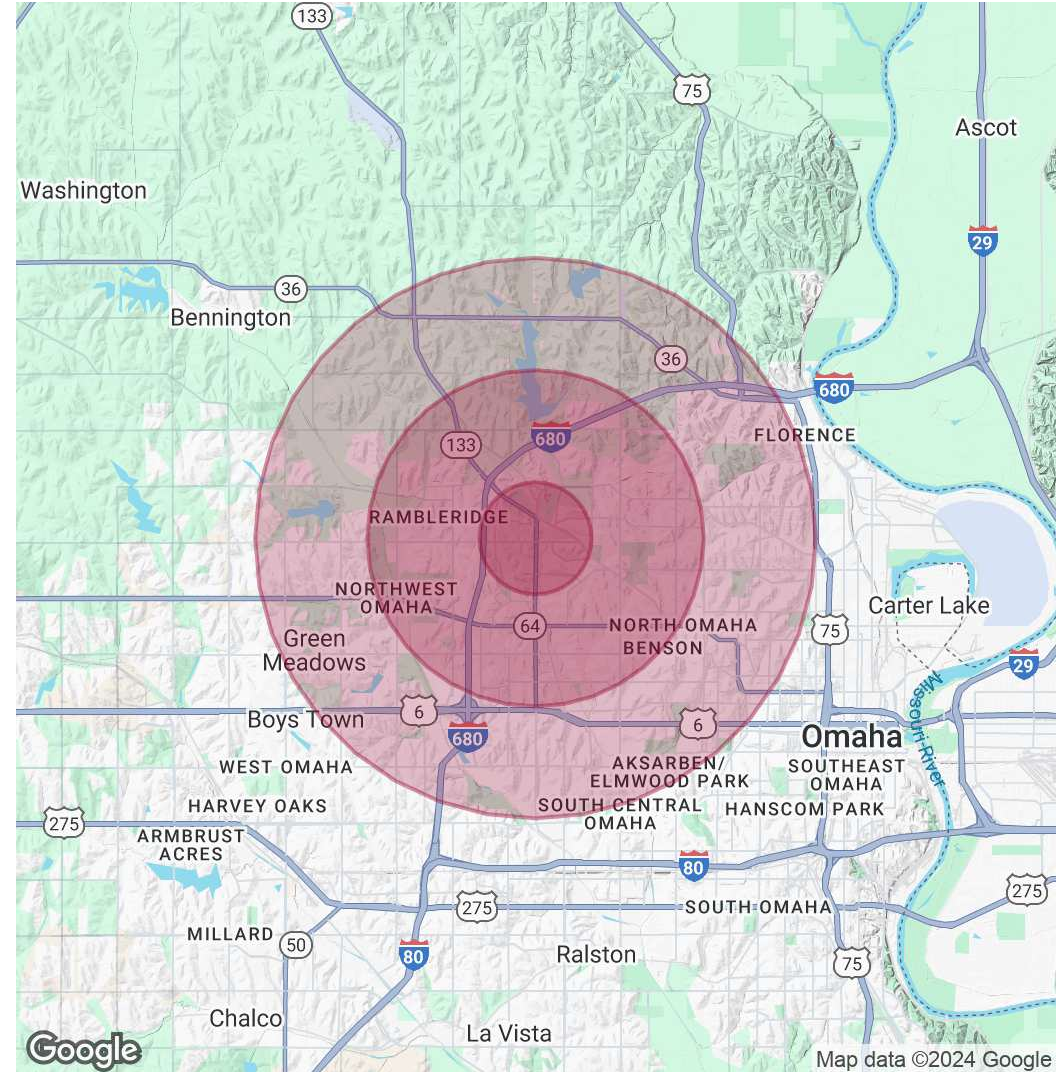 133
75
Ascot
Washington
29
36
Bennington
36
680
FLORENCE
133
680
RAMBLERIDGE
NORTHWEST
OMAHA
Carter Lake
64
NORTH OMAHA
BENSON
75
Green
Meadows
29
Missouri River
6
Boys Town
6
680
Omaha
WEST OMAHA
AKSARBEN/
ELMWOOD PARK
SOUTHEAST
OMAHA
HARVEY OAKS
SOUTH CENTRAL
OMAHA
HANSCOM PARK
275
ARMBRUST
ACRES
80
275
275
SOUTH OMAHA
MILLARD
50
80
Ralston
75
Chalco
La Vista
Google
Map data ©2024 Google